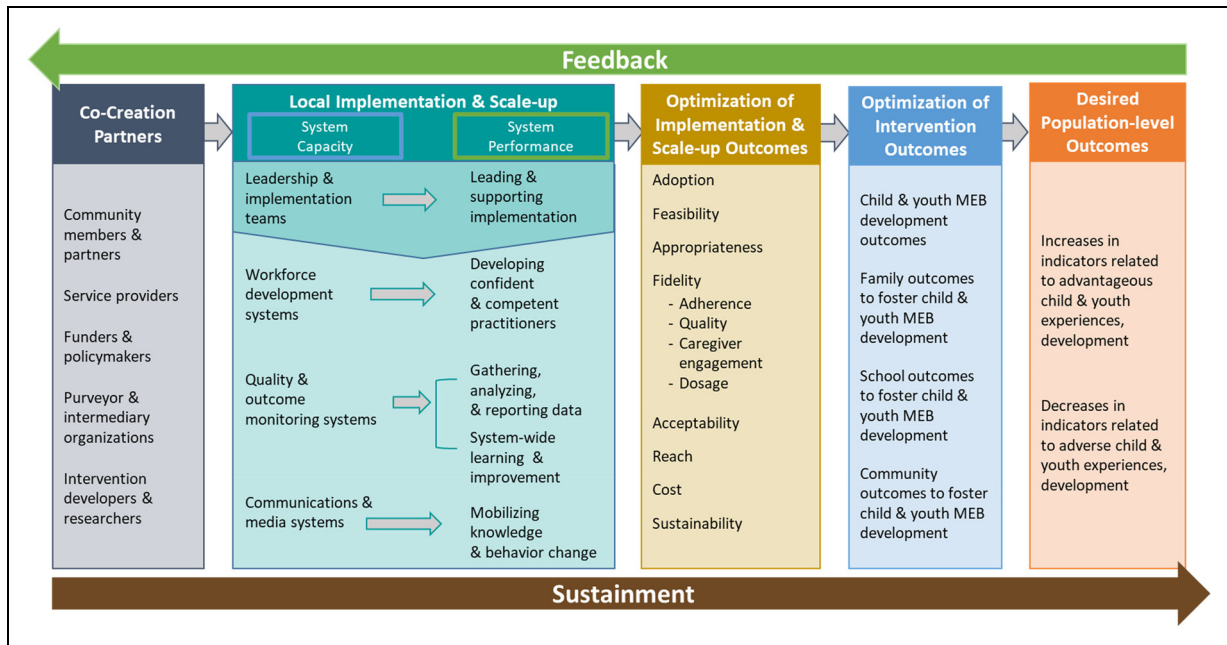 Feedback
Co-Creation
Partners
Community
members &
partners
Service providers
Funders &
policymakers
Purveyor &
intermediary
organizations
Intervention
developers &
researchers
Local Implementation & Scale-up
System
Capacity
System
Performance
Leadership &
implementation
teams
Leading &
supporting
implementation
Workforce
development
systems
Developing
confident
& competent
practitioners
Quality &
outcome
monitoring systems
Gathering,
analyzing,
& reporting data
System-wide
learning &
improvement
Communications &
media systems
Mobilizing
knowledge
& behavior change
Optimization of
Implementation &
Scale-up Outcomes
Adoption
Feasibility
Appropriateness
Fidelity
- Adherence
- Quality
- Caregiver
engagement
- Dosage
Acceptability
Reach
Cost
Sustainability
Optimization of
Intervention
Outcomes
Child & youth MEB
development
outcomes
Family outcomes
to foster child &
youth MEB
development
School outcomes
to foster child &
youth MEB
development
Community
outcomes to foster
child & youth MEB
development
Desired
Population-level
Outcomes
Increases in
indicators related
to advantageous
child & youth
experiences,
development
Decreases in
indicators related
to adverse child &
youth experiences,
development
Sustainment